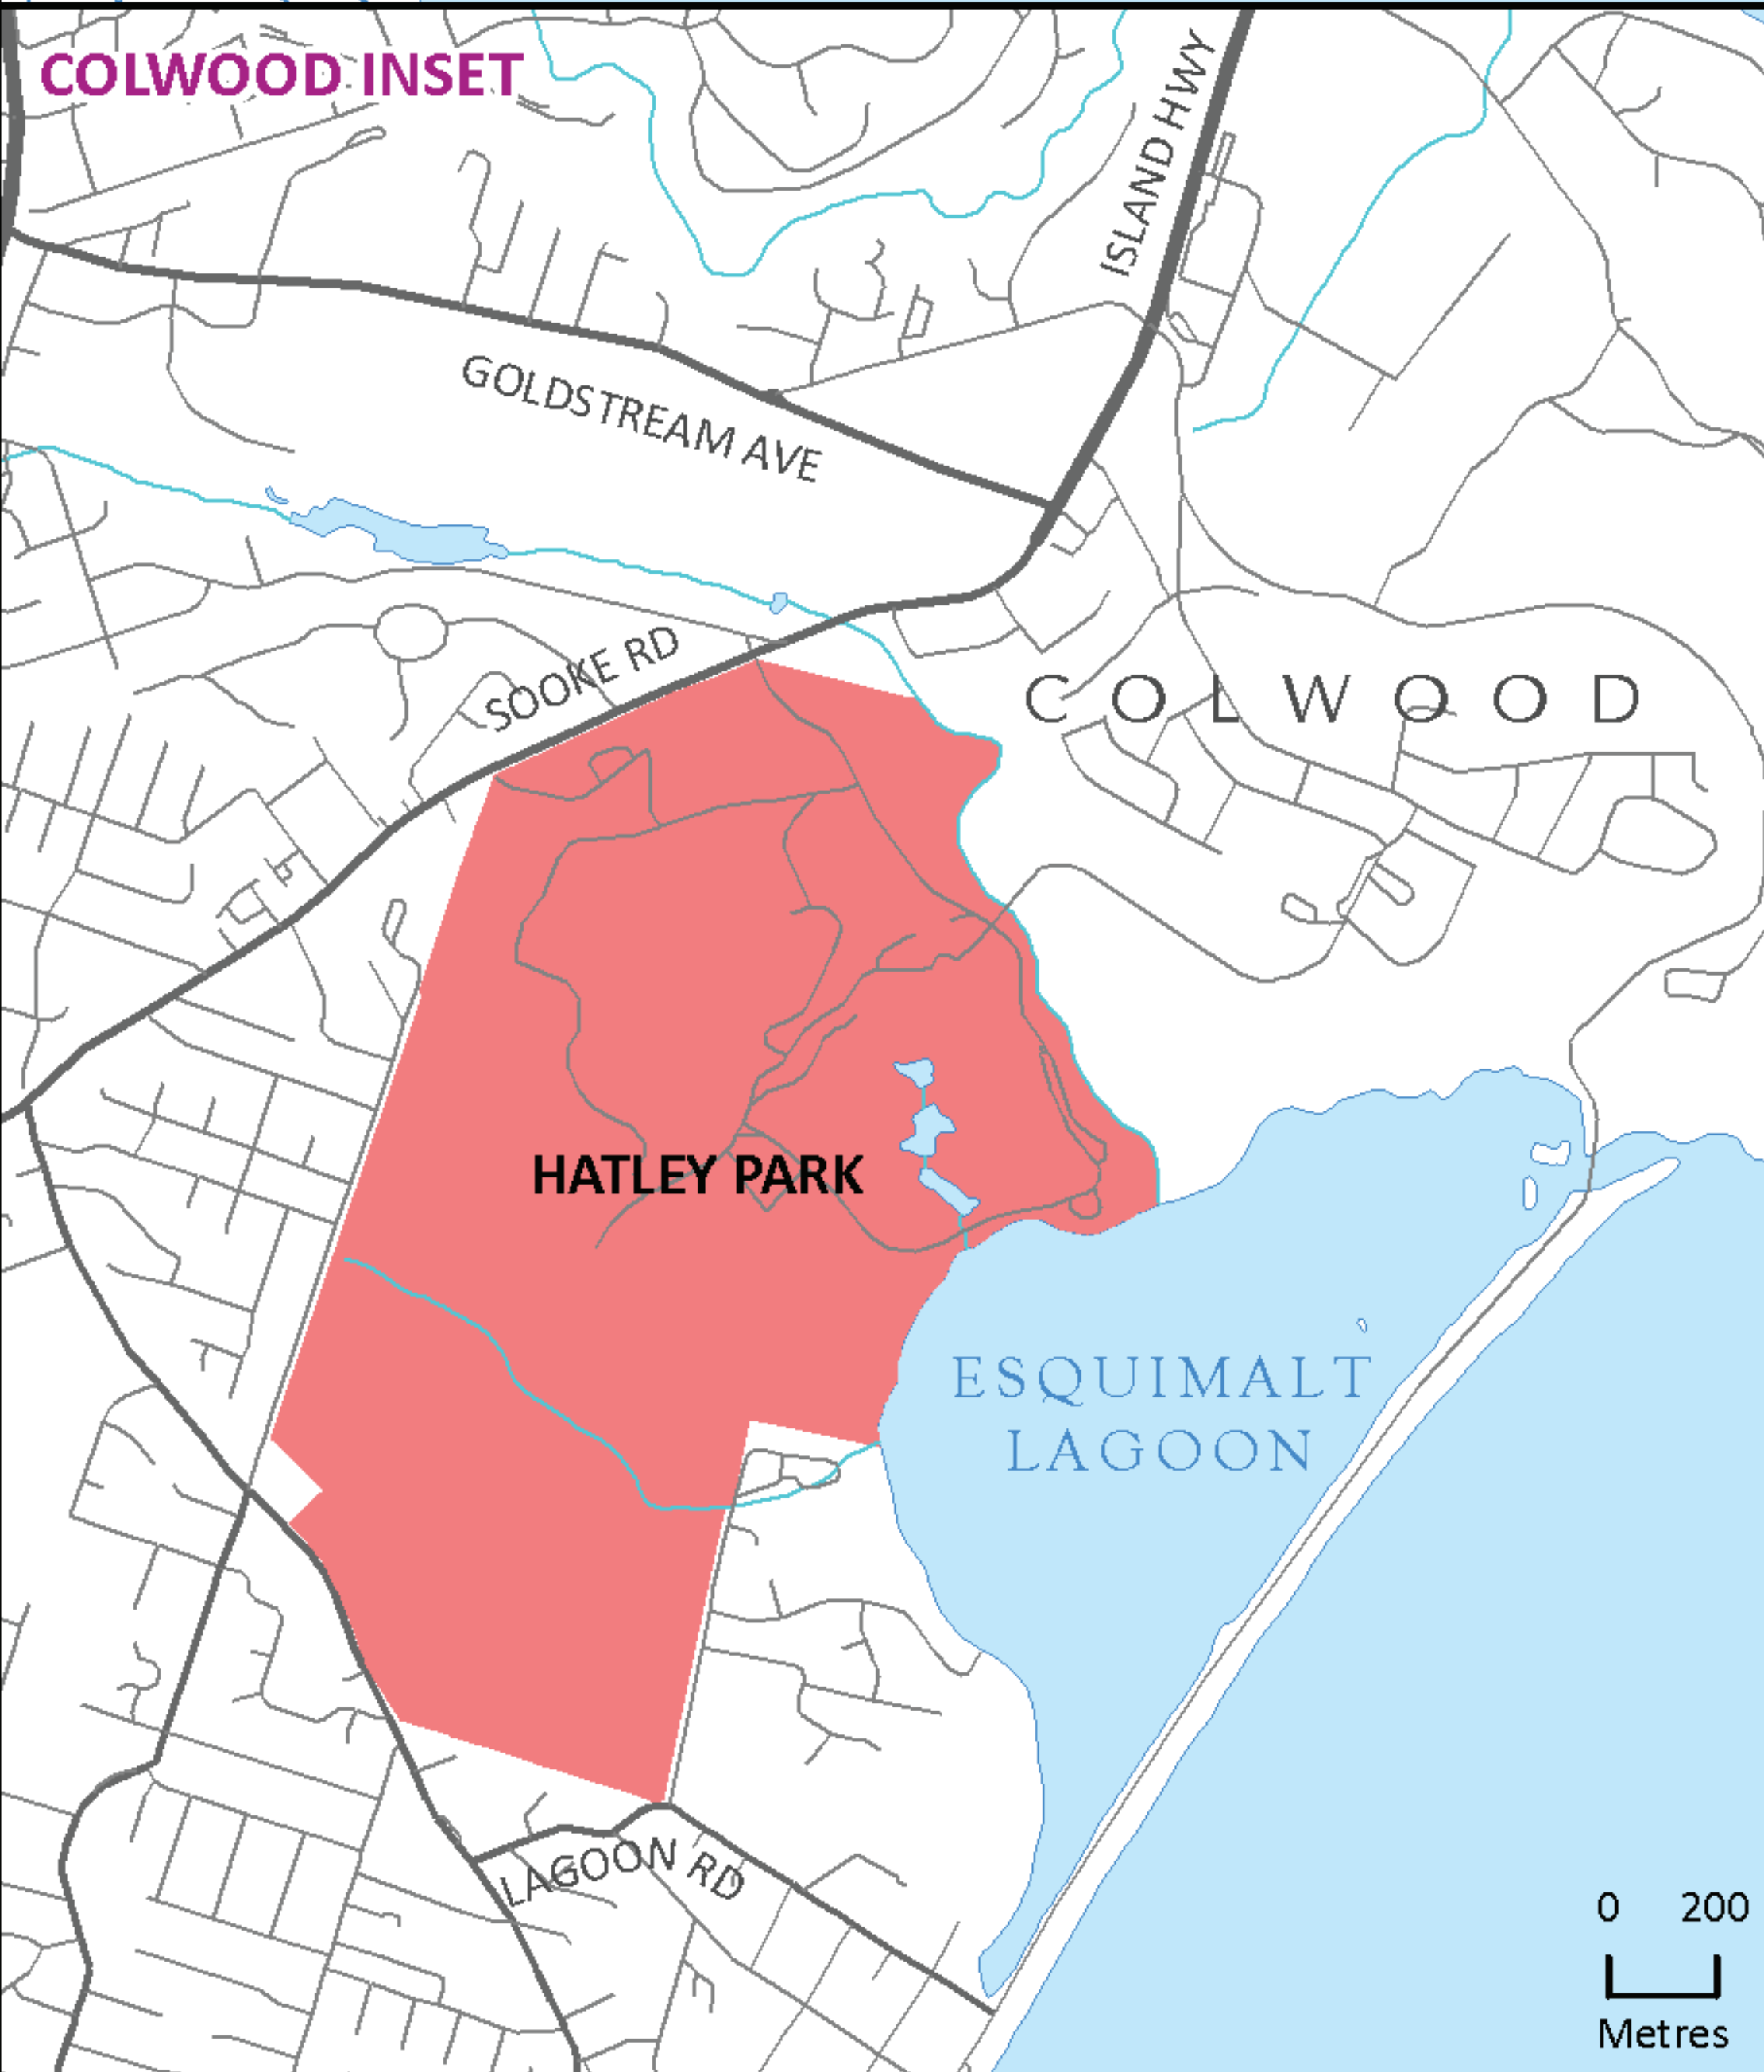 COLWOOD INSET
ISLAND HWY
GOLDSTREAM AVE
SOOKE RD
COLWOOD
HATLEY PARK
ESQUIMALT
LAGOON
LAGOON RD
0 200
Metres